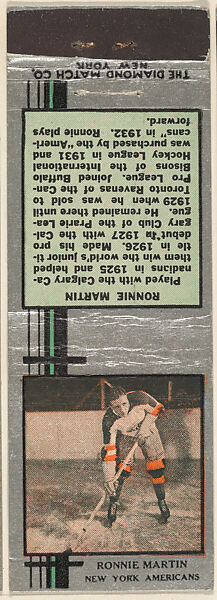 THE DIAMOND MATCH CO.
NEW YORK
RONNIE MARTIN
Played with the Calgary Ca-
nadians in 1925 and helped
them win the world's junior ti-
tle in 1926. Made his pro
debut in 1927 with the Cal-
gary Club of the Prairie Lea-
gue. He remained there until
1929 when he was sold to
Toronto Ravenas of the Can.
Pro League. Joined Buffalo
Bisons of the International
Hockey League in 1931 and
was purchased by the "Ameri-
cans" in 1932. Ronnie plays
forward.
RONNIE MARTIN
NEW YORK AMERICANS